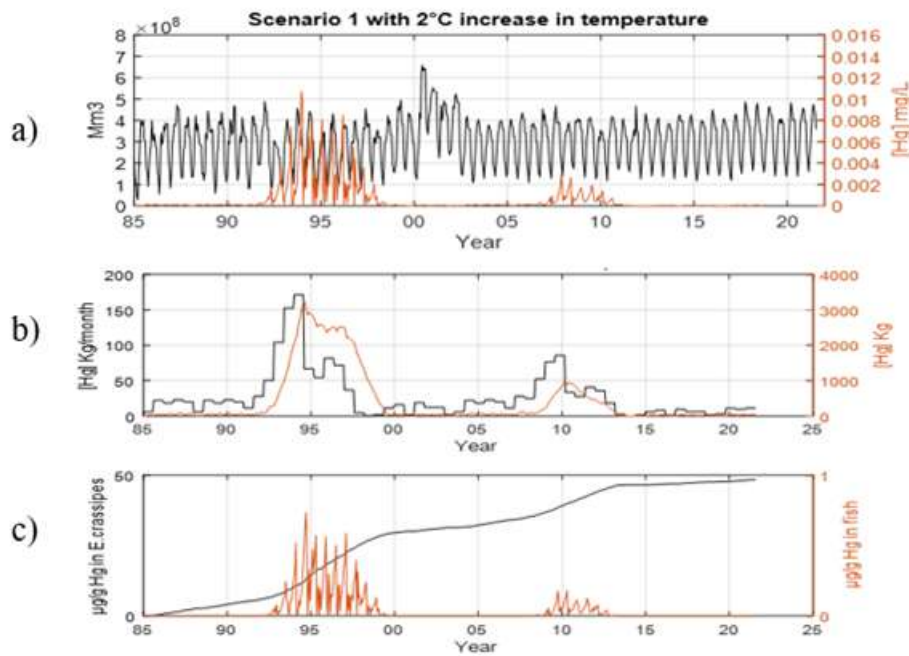 Scenario 1 with 2°C increase in temperature
a)
8
7
6
5
4
3
2
1
0
Mm3
0.016
0.014
0.012
0.010
0.008
0.006
0.004
0.002
0
[Hg] mg/L
85 90 95 00 05 10 15 20
Year
b)
200
150
100
50
0
[Hg] Kg/month
4000
3000
2000
1000
0
[Hg] Kg
85 90 95 00 05 10 15 20 25
Year
c)
50
0
µg/g Hg in E.crassipes
1
0
µg/g Hg in fish
85 90 95 00 05 10 15 20 25
Year